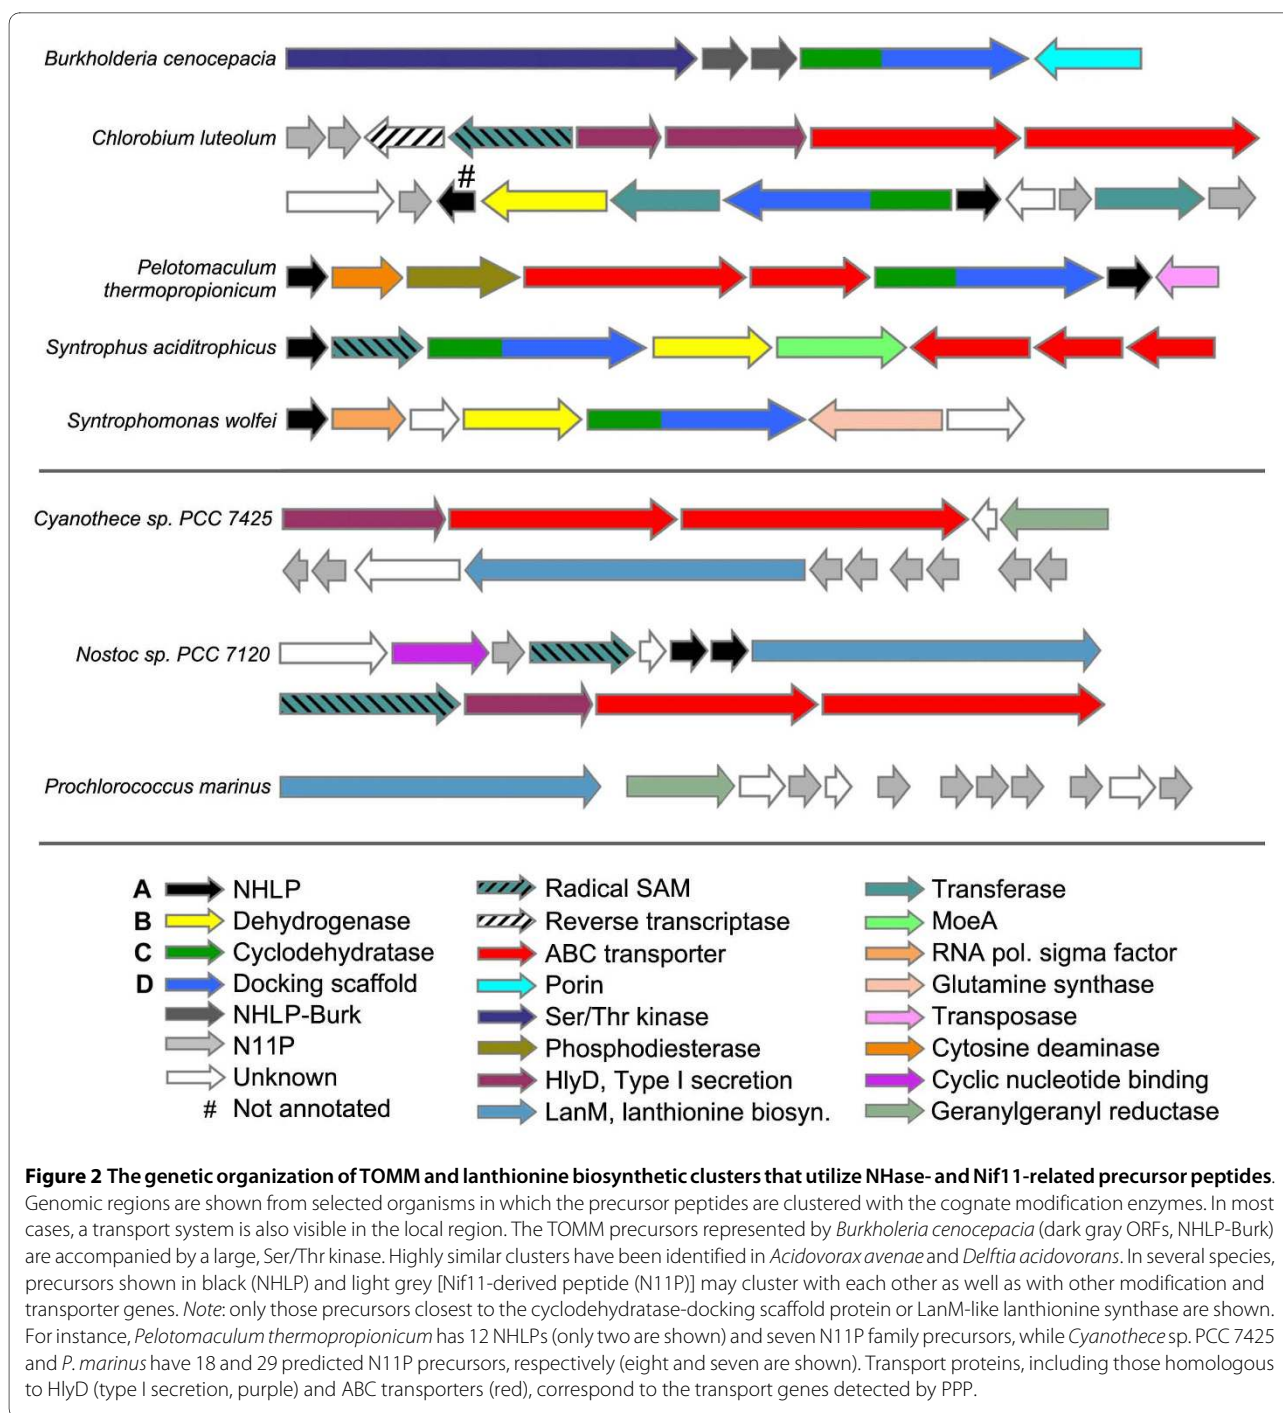 Burkholderia cenocepacia
Chlorobium luteolum
#
Pelotomaculum
thermopropionicum
Syntrophus aciditrophicus
Syntrophomonas wolfei
Cyanothece sp. PCC 7425
Nostoc sp. PCC 7120
Prochlorococcus marinus
A NHLP
B Dehydrogenase
C Cyclodehydratase
D Docking scaffold
NHLP-Burk
N11P
Unknown
# Not annotated
Radical SAM
Reverse transcriptase
ABC transporter
Porin
Ser/Thr kinase
Phosphodiesterase
HlyD, Type I secretion
LanM, lanthionine biosyn.
Transferase
MoeA
RNA pol. sigma factor
Glutamine synthase
Transposase
Cytosine deaminase
Cyclic nucleotide binding
Geranylgeranyl reductase
Figure 2 The genetic organization of TOMM and lanthionine biosynthetic clusters that utilize NHase- and Nif11-related precursor peptides.
Genomic regions are shown from selected organisms in which the precursor peptides are clustered with the cognate modification enzymes. In most
cases, a transport system is also visible in the local region. The TOMM precursors represented by Burkholeria cenocepacia (dark gray ORFs, NHLP-Burk)
are accompanied by a large, Ser/Thr kinase. Highly similar clusters have been identified in Acidovorax avenae and Delftia acidovorans. In several species,
precursors shown in black (NHLP) and light grey [Nif11-derived peptide (N11P)] may cluster with each other as well as with other modification and
transporter genes. Note: only those precursors closest to the cyclodehydratase-docking scaffold protein or LanM-like lanthionine synthase are shown.
For instance, Pelotomaculum thermopropionicum has 12 NHLPs (only two are shown) and seven N11P family precursors, while Cyanothece sp. PCC 7425
and P. marinus have 18 and 29 predicted N11P precursors, respectively (eight and seven are shown). Transport proteins, including those homologous
to HlyD (type I secretion, purple) and ABC transporters (red), correspond to the transport genes detected by PPP.